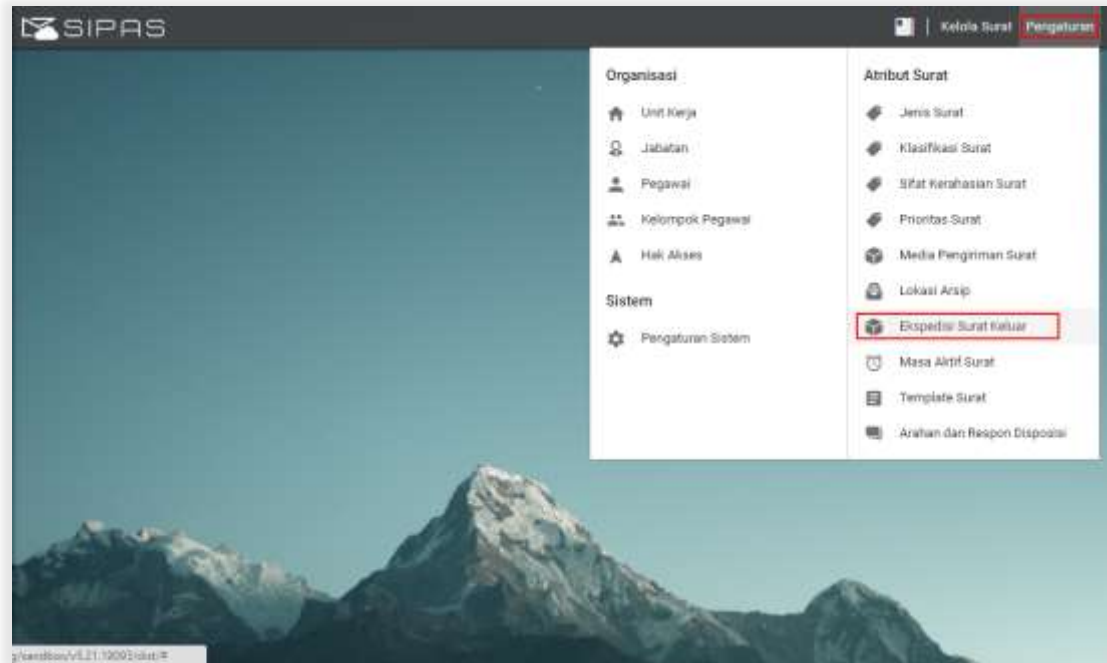 SIPAS
Kelola Surat
Pengaturan
Organisasi
Unit Kerja
Jabatan
Pegawai
Kelompok Pegawai
Hak Akses
Sistem
Pengaturan Sistem
Atribut Surat
Jenis Surat
Klasifikasi Surat
Sifat Kerahasian Surat
Prioritas Surat
Media Pengiriman Surat
Lokasi Arsip
Ekspedisi Surat Keluar
Masa Aktif Surat
Template Surat
Arahan dan Respon Disposisi